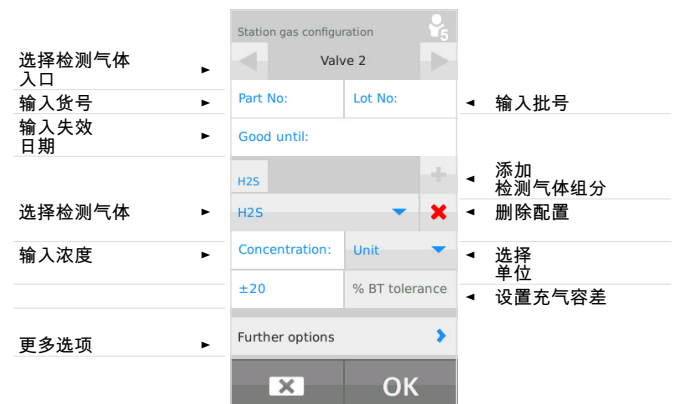 Station gas configuration
5
选择检测气体
入口
Valve 2
输入货号
Part No:
Lot No:
输入批号
输入失效
日期
Good until:
H2S
添加
检测气体组分
选择检测气体
H2S
删除配置
输入浓度
Concentration:
Unit
选择
单位
±20
% BT tolerance
设置充气容差
更多选项
Further options
OK